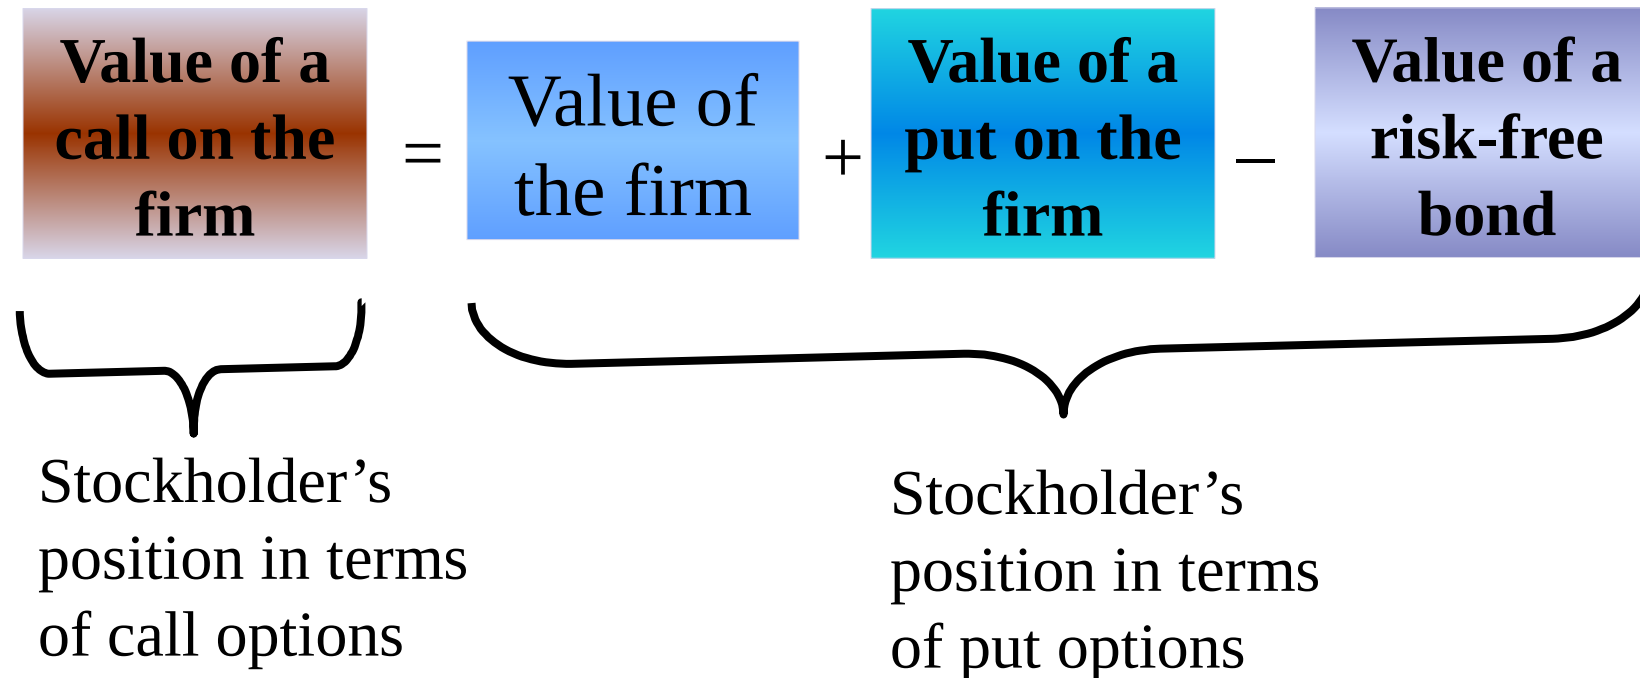 Value of a
call on the
firm
=
Value of
the firm
+
Value of a
put on the
firm
–
Value of a
risk-free
bond
Stockholder’s
position in terms
of call options
Stockholder’s
position in terms
of put options